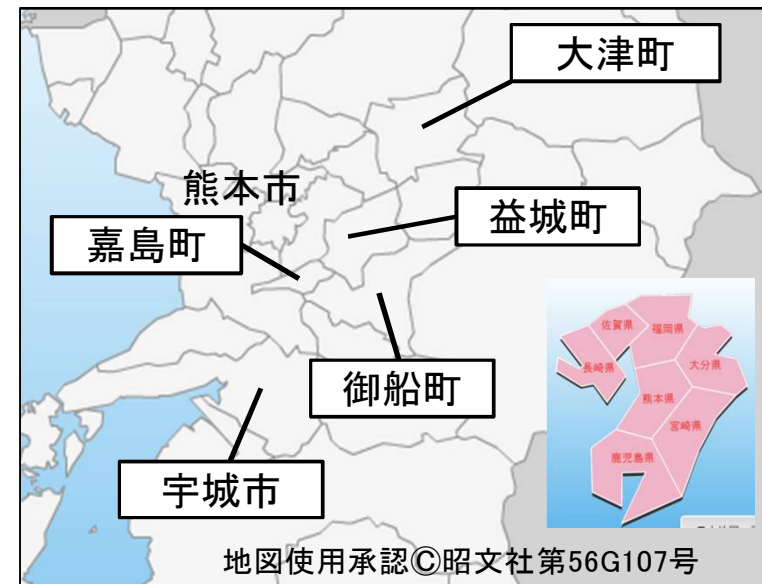 大津町
熊本市
益城町
嘉島町
御船町
宇城市
佐賀県
福岡県
長崎県
大分県
熊本県
宮崎県
鹿児島県
地図使用承認©昭文社第56G107号